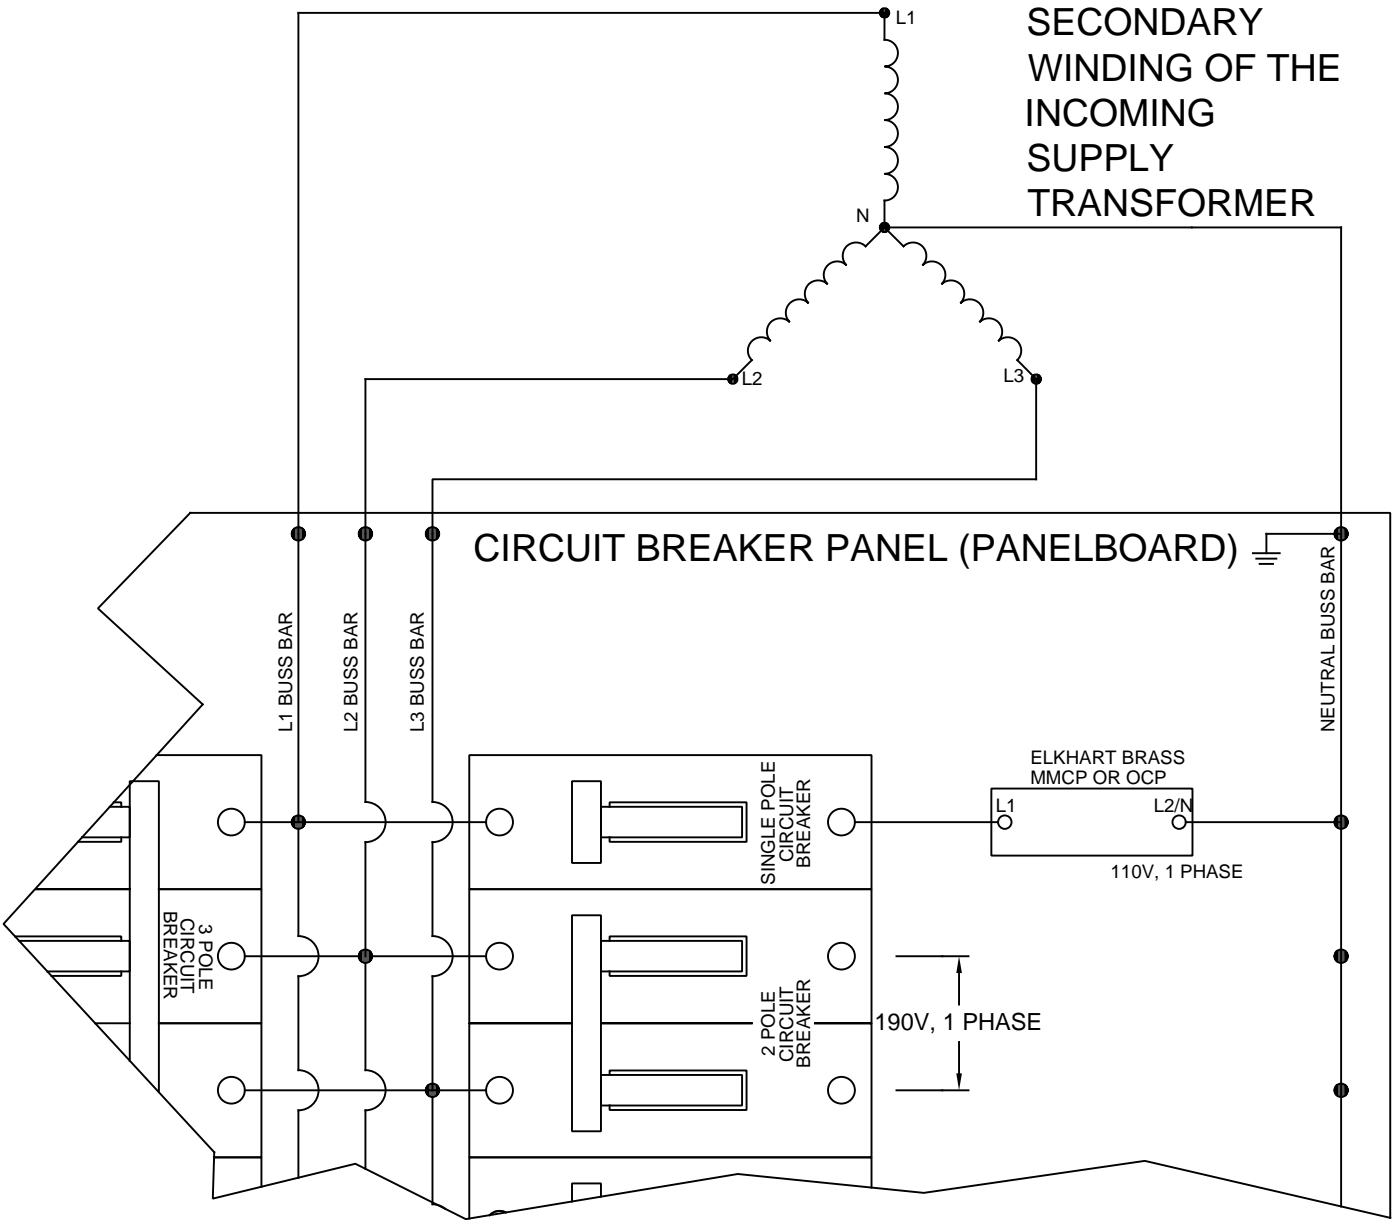 L1
SECONDARY
WINDING OF THE
INCOMING
SUPPLY
TRANSFORMER
N
L2
L3
CIRCUIT BREAKER PANEL (PANELBOARD)
L1 BUSS BAR
L2 BUSS BAR
L3 BUSS BAR
NEUTRAL BUSS BAR
SINGLE POLE
CIRCUIT
BREAKER
ELKHART BRASS
MMCP OR OCP
L1
L2/N
110V, 1 PHASE
3 POLE
CIRCUIT
BREAKER
2 POLE
CIRCUIT
BREAKER
190V, 1 PHASE